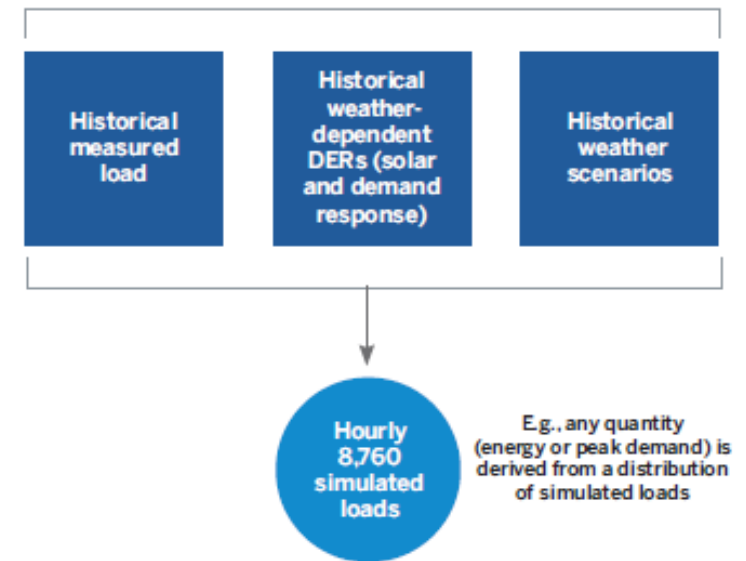 Historical
measured
load
Historical
weather-
dependent
DERs (solar
and demand
response)
Historical
weather
scenarios
Hourly
8,760
simulated
loads
E.g., any quantity
(energy or peak demand) is
derived from a distribution
of simulated loads